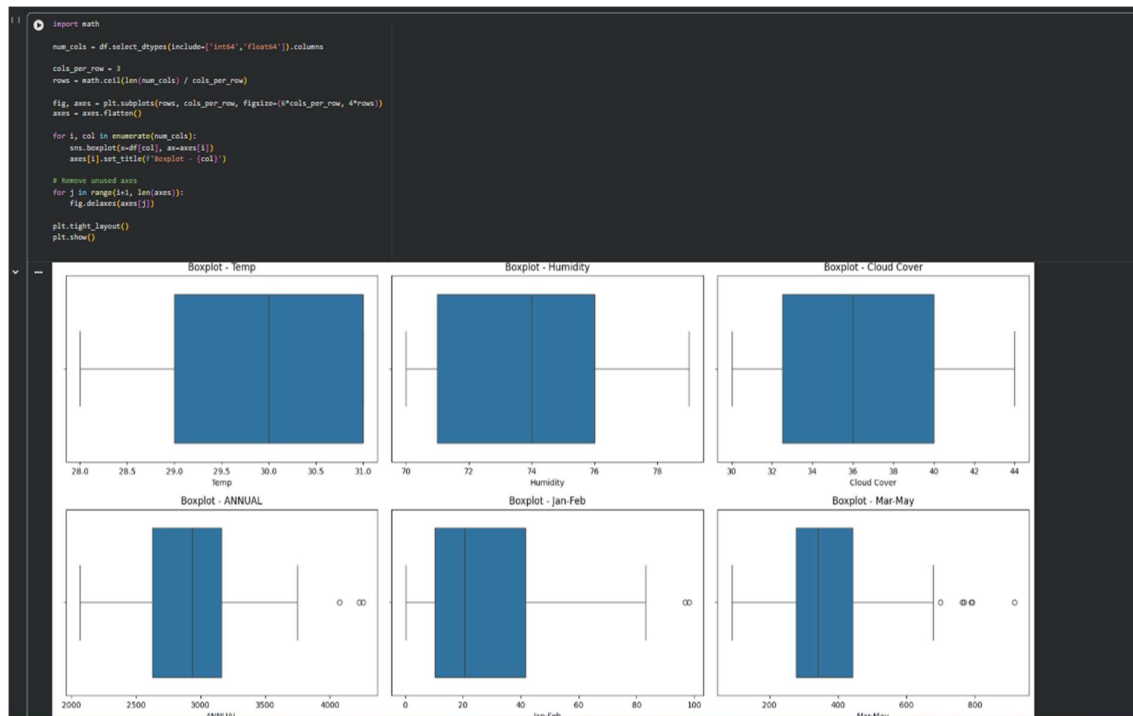 [ ]
import math
num_cols = df.select_dtypes(include=['int64','float64']).columns
cols_per_row = 3
rows = math.ceil(len(num_cols) / cols_per_row)
fig, axes = plt.subplots(rows, cols_per_row, figsize=(6*cols_per_row, 4*rows))
axes = axes.flatten()
for i, col in enumerate(num_cols):
    sns.boxplot(x=df[col], ax=axes[i])
    axes[i].set_title(f'Boxplot - {col}')
# Remove unused axes
for j in range(i+1, len(axes)):
    fig.delaxes(axes[j])
plt.tight_layout()
plt.show()
Boxplot - Temp
28.0 28.5 29.0 29.5 30.0 30.5 31.0
Temp
Boxplot - Humidity
70 72 74 76 78
Humidity
Boxplot - Cloud Cover
30 32 34 36 38 40 42 44
Cloud Cover
Boxplot - ANNUAL
2000 2500 3000 3500 4000
ANNUAL
Boxplot - Jan-Feb
0 20 40 60 80 100
Jan-Feb
Boxplot - Mar-May
200 400 600 800
Mar-May